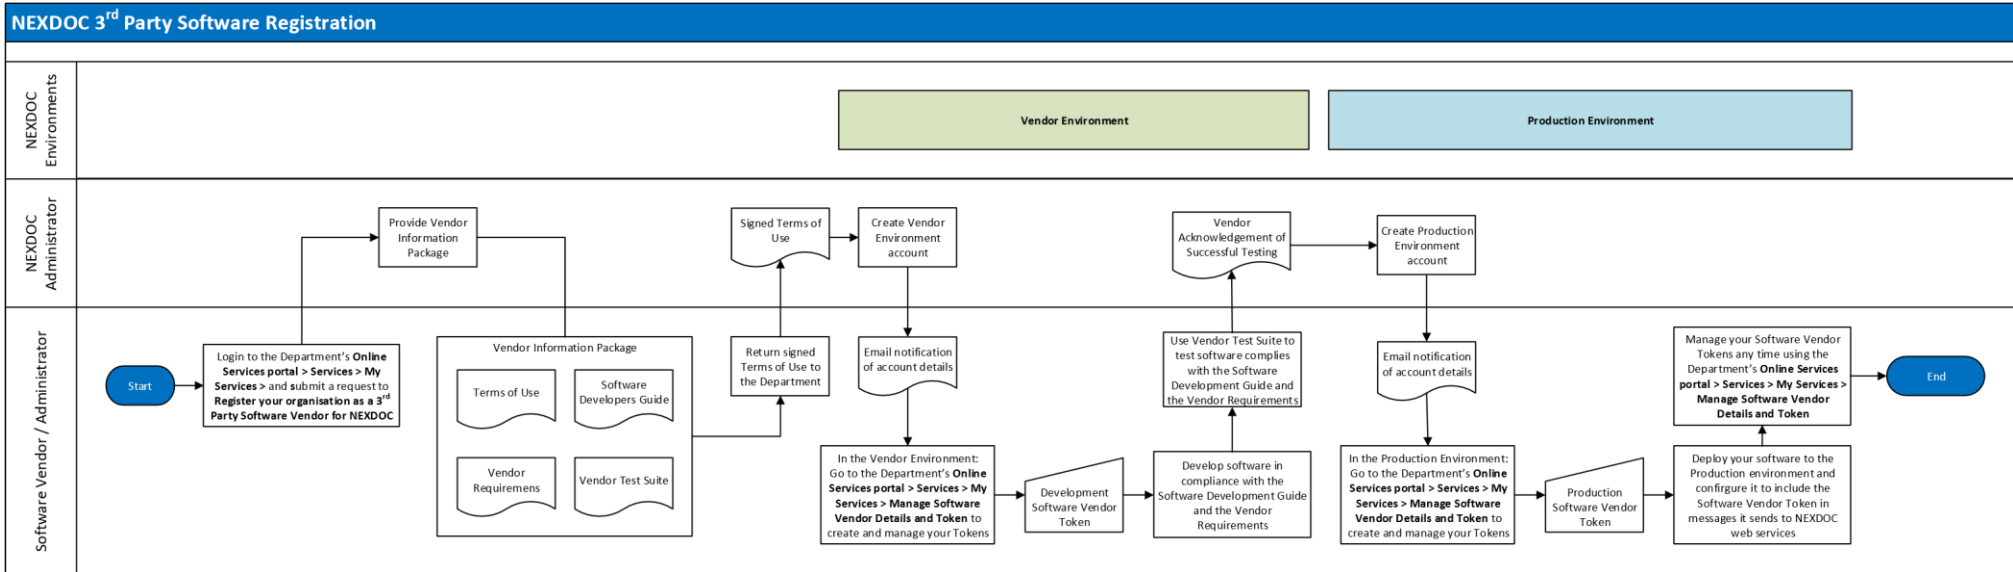 NEXDOC 3rd Party Software Registration
NEXDOC
Environments
Vendor Environment
Production Environment
NEXDOC
Administrator
Provide Vendor
Information
Package
Signed Terms of
Use
Create Vendor
Environment
account
Vendor
Acknowledgement of
Successful Testing
Create Production
Environment
account
Software Vendor / Administrator
Start
Login to the Department's Online
Services portal > Services > My
Services > and submit a request to
Register your organisation as a 3rd
Party Software Vendor for NEXDOC
Vendor Information Package
Terms of Use
Software
Developers Guide
Vendor
Requiremens
Vendor Test Suite
Return signed
Terms of Use to
the Department
Email notification
of account details
In the Vendor Environment:
Go to the Department's Online
Services portal > Services > My
Services > Manage Software
Vendor Details and Token to
create and manage your Tokens
Development
Software Vendor
Token
Develop software in
compliance with the
Software Development Guide
and the Vendor
Requirements
Use Vendor Test Suite to
test software complies
with the Software
Development Guide and
the Vendor Requirements
Email notification
of account details
In the Production Environment:
Go to the Department's Online
Services portal > Services > My
Services > Manage Software
Vendor Details and Token to
create and manage your Tokens
Production
Software Vendor
Token
Deploy your software to the
Production environment and
confirgure it to include the
Software Vendor Token in
messages it sends to NEXDOC
web services
Manage your Software Vendor
Tokens any time using the
Department's Online Services
portal > Services > My Services >
Manage Software Vendor
Details and Token
End